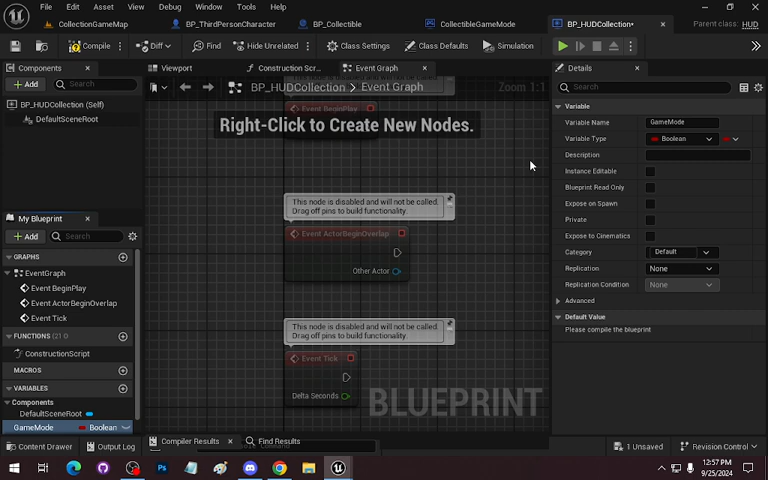 File Edit Asset View Debug Window Tools Help
CollectionGameMap BP_ThirdPersonCharacter BP_Collectible CollectibleGameMode BP_HUDCollection• Parent class: HUD
Compile Diff Find Hide Unrelated Class Settings Class Defaults Simulation
Components
Add Search
BP_HUDCollection (Self)
DefaultSceneRoot
My Blueprint
Add Search
GRAPHS
EventGraph
Event BeginPlay
Event ActorBeginOverlap
Event Tick
FUNCTIONS
ConstructionScript
MACROS
VARIABLES
Components
DefaultSceneRoot
GameMode Boolean
Viewport Construction Scr... Event Graph
BP_HUDCollection > Event Graph Zoom 1:1
Event BeginPlay
Right-Click to Create New Nodes.
This node is disabled and will not be called.
Drag off pins to build functionality.
Event ActorBeginOverlap
Other Actor
This node is disabled and will not be called.
Drag off pins to build functionality.
Event Tick
Delta Seconds
BLUEPRINT
Compiler Results Find Results
Details
Search
Variable
Variable Name GameMode
Variable Type Boolean
Description
Instance Editable
Blueprint Read Only
Expose on Spawn
Private
Expose to Cinematics
Category Default
Replication None
Replication Condition None
Advanced
Default Value
Please compile the blueprint
Content Drawer Output Log 1 Unsaved Revision Control
12:57 PM
9/25/2024